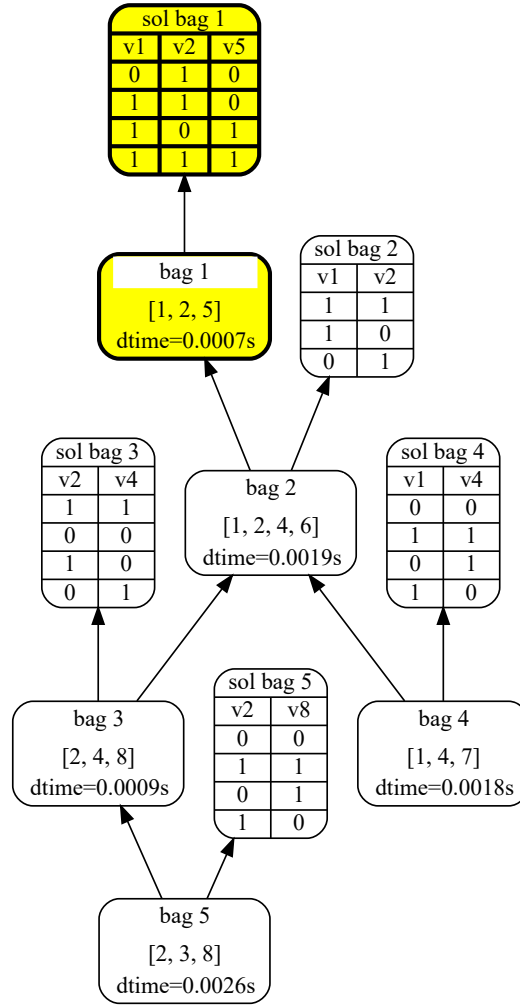 sol bag 1
v1 v2 v5
0 1 0
1 1 0
1 0 1
1 1 1
bag 1
[1, 2, 5]
dtime=0.0007s
sol bag 2
v1 v2
1 1
1 0
0 1
sol bag 3
v2 v4
1 1
0 0
1 0
0 1
bag 2
[1, 2, 4, 6]
dtime=0.0019s
sol bag 4
v1 v4
0 0
1 1
0 1
1 0
bag 3
[2, 4, 8]
dtime=0.0009s
sol bag 5
v2 v8
0 0
1 1
0 1
1 0
bag 4
[1, 4, 7]
dtime=0.0018s
bag 5
[2, 3, 8]
dtime=0.0026s